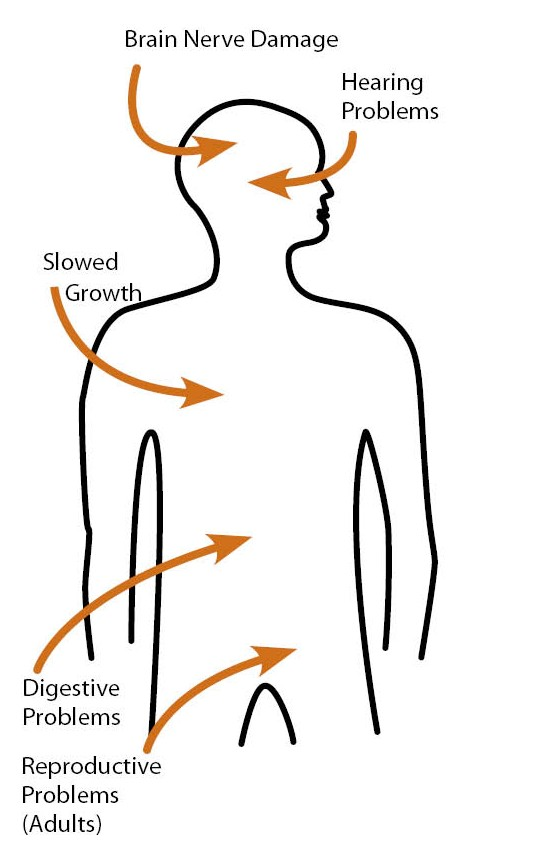 Brain Nerve Damage
Hearing
Problems
Slowed
Growth
Digestive
Problems
Reproductive
Problems
(Adults)